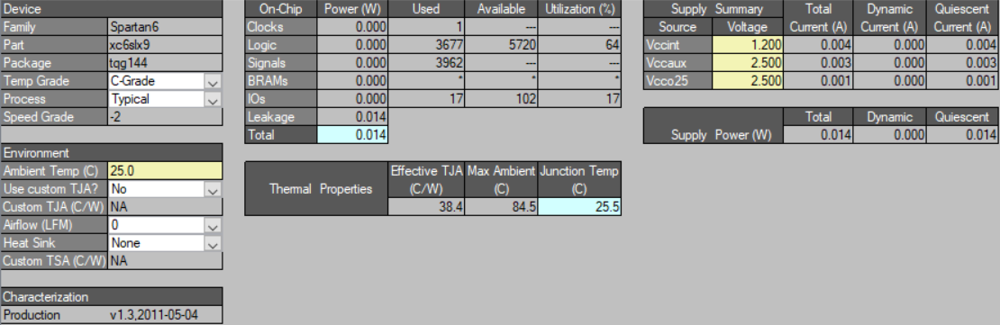 Device
Family Spartan6
Part xc6slx9
Package tqg144
Temp Grade C-Grade
Process Typical
Speed Grade -2
Environment
Ambient Temp (C) 25.0
Use custom TJA? No
Custom TJA (C/W) NA
Airflow (LFM) 0
Heat Sink None
Custom TSA (C/W) NA
Characterization
Production v1.3,2011-05-04
On-Chip Power (W) Used Available Utilization (%)
Clocks 0.000 1 --- ---
Logic 0.000 3677 5720 64
Signals 0.000 3962 --- ---
BRAMs 0.000 * * *
IOs 0.000 17 102 17
Leakage 0.014
Total 0.014
Effective TJA Max Ambient Junction Temp
Thermal Properties (C/W) (C) (C)
38.4 84.5 25.5
Supply Summary Total Dynamic Quiescent
Source Voltage Current (A) Current (A) Current (A)
Vccint 1.200 0.004 0.000 0.004
Vccaux 2.500 0.003 0.000 0.003
Vcco25 2.500 0.001 0.000 0.001
Total Dynamic Quiescent
Supply Power (W) 0.014 0.000 0.014